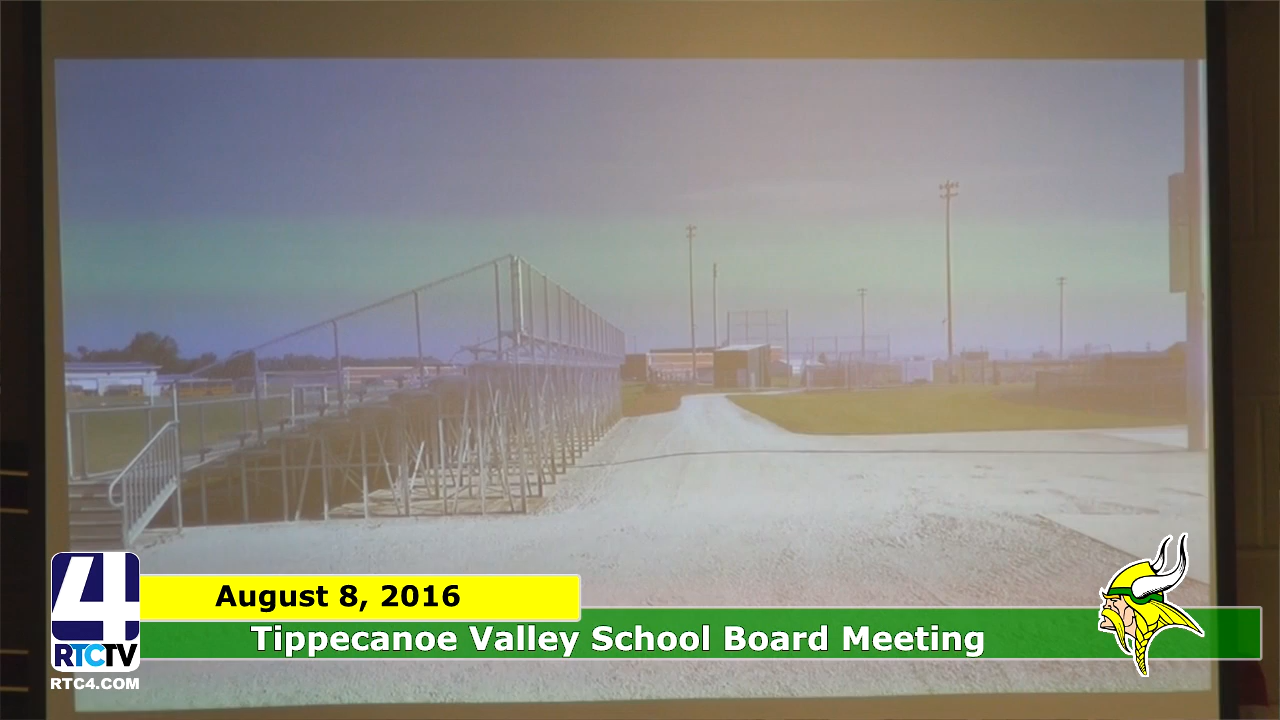 August 8, 2016
Tippecanoe Valley School Board Meeting
4
RTCTV
RTC4.COM